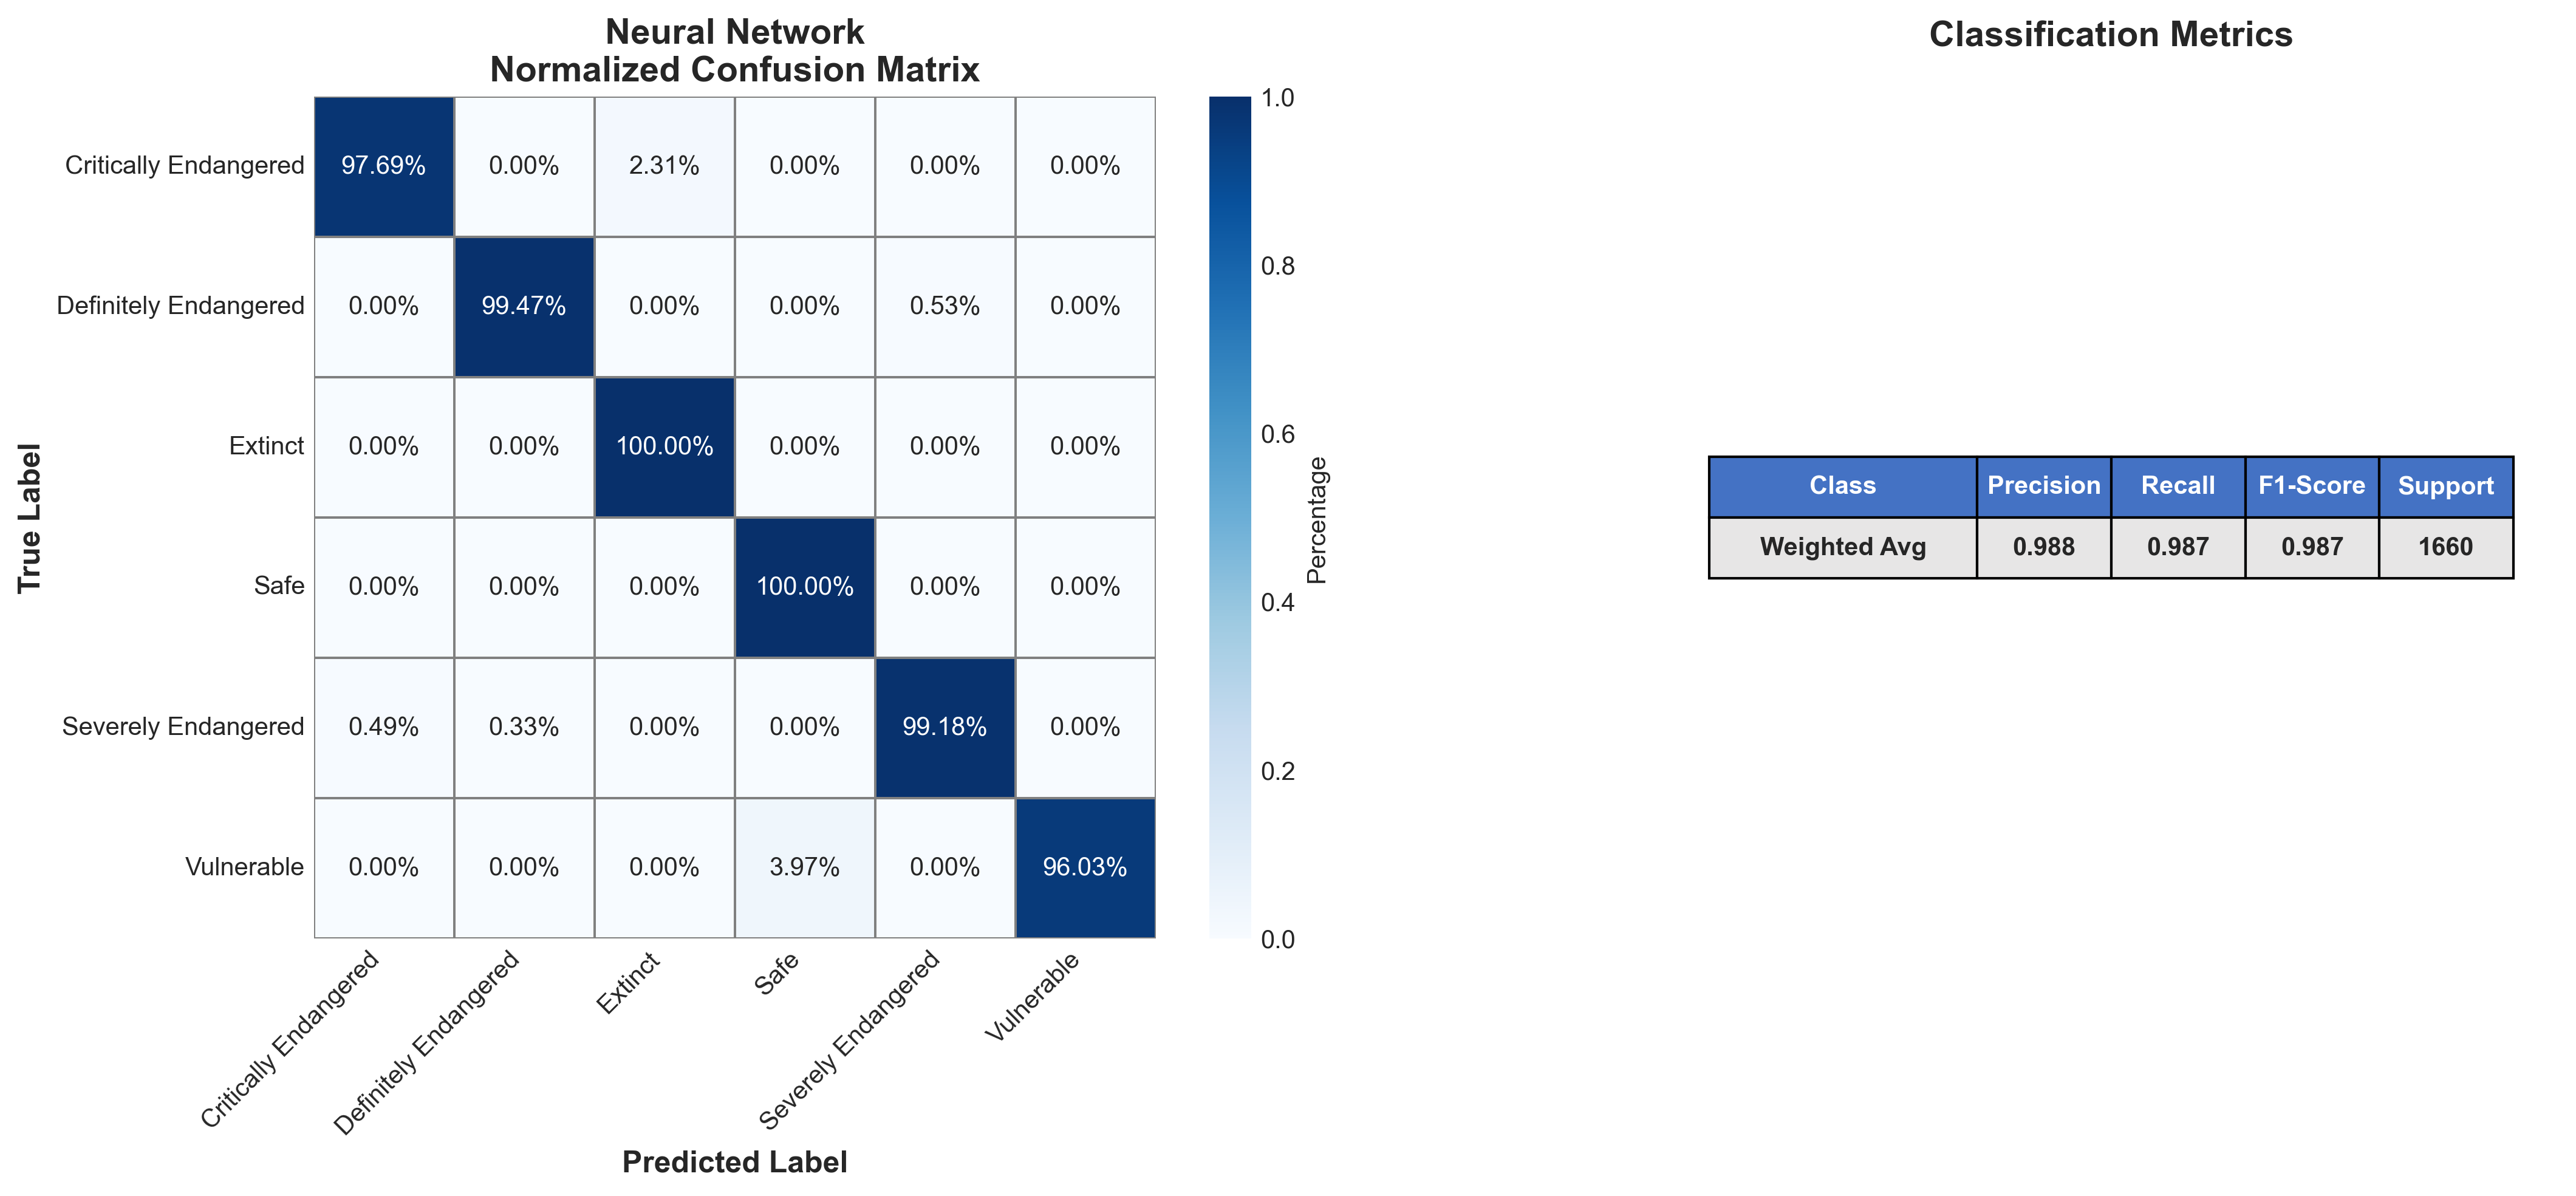 Neural Network
Normalized Confusion Matrix
True Label
Critically Endangered 97.69% 0.00% 2.31% 0.00% 0.00% 0.00%
Definitely Endangered 0.00% 99.47% 0.00% 0.00% 0.53% 0.00%
Extinct 0.00% 0.00% 100.00% 0.00% 0.00% 0.00%
Safe 0.00% 0.00% 0.00% 100.00% 0.00% 0.00%
Severely Endangered 0.49% 0.33% 0.00% 0.00% 99.18% 0.00%
Vulnerable 0.00% 0.00% 0.00% 3.97% 0.00% 96.03%
Critically Endangered
Definitely Endangered
Extinct
Safe
Severely Endangered
Vulnerable
Predicted Label
1.0
0.8
0.6
0.4
0.2
0.0
Percentage
Classification Metrics
Class Precision Recall F1-Score Support
Weighted Avg 0.988 0.987 0.987 1660